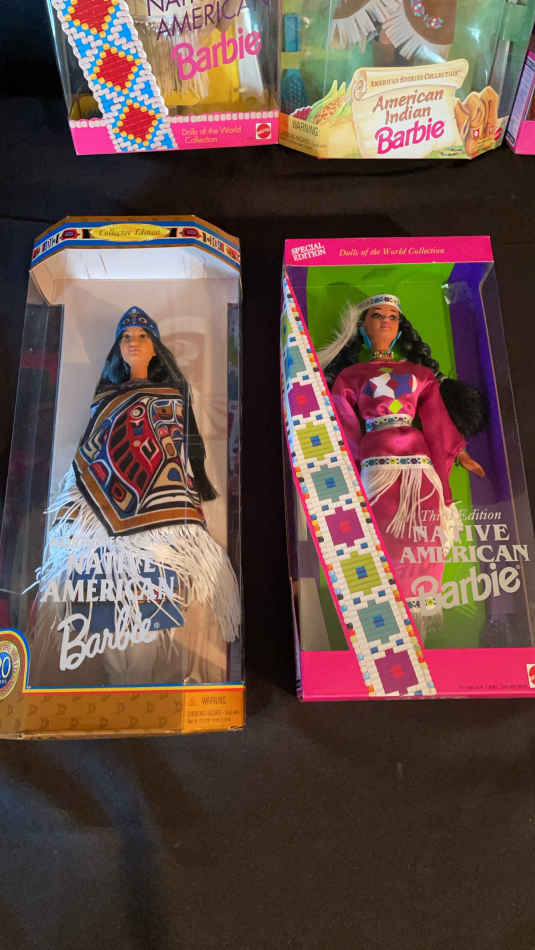 NATIVE
AMERICAN
Barbie
Dolls of the World
Collection
AMERICAN STORIES COLLECTION
American
Indian
Barbie
WARNING:
Collector Edition
NATIVE
AMERICAN
Barbie
20
WARNING
SPECIAL
EDITION
Dolls of the World Collection
Third Edition
NATIVE
AMERICAN
Barbie